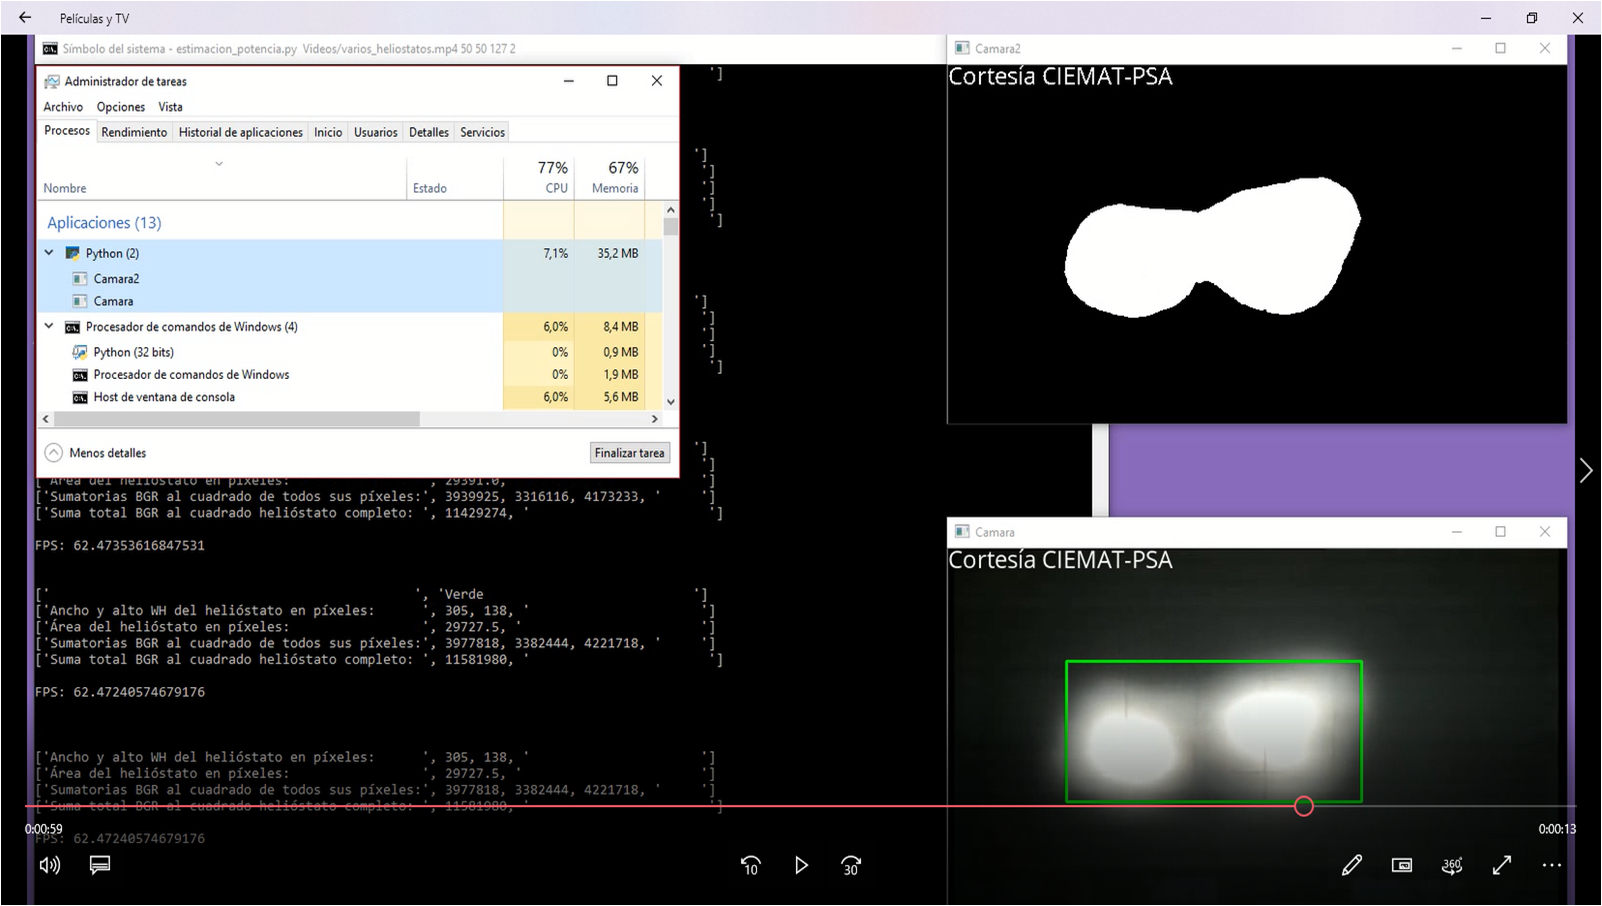 Películas y TV
Símbolo del sistema - estimacion_potencia.py Videos/varios_heliostatos.mp4 50 50 127 2
Administrador de tareas
Archivo Opciones Vista
Procesos Rendimiento Historial de aplicaciones Inicio Usuarios Detalles Servicios
77% 67%
Nombre Estado CPU Memoria
Aplicaciones (13)
Python (2) 7,1% 35,2 MB
Camara2
Camara
Procesador de comandos de Windows (4) 6,0% 8,4 MB
Python (32 bits) 0% 0,9 MB
Procesador de comandos de Windows 0% 1,9 MB
Host de ventana de consola 6,0% 5,6 MB
Menos detalles Finalizar tarea
']
']
']
']
']
']
']
']
']
']
']
']
']
['Área del helióstato en píxeles: ', 29391.0, ']
['Sumatorias BGR al cuadrado de todos sus píxeles:', 3939925, 3316116, 4173233, ' ']
['Suma total BGR al cuadrado helióstato completo: ', 11429274, ' ']
FPS: 62.47353616847531
[' ', 'Verde ']
['Ancho y alto WH del helióstato en píxeles: ', 305, 138, ' ']
['Área del helióstato en píxeles: ', 29727.5, ' ']
['Sumatorias BGR al cuadrado de todos sus píxeles:', 3977818, 3382444, 4221718, ' ']
['Suma total BGR al cuadrado helióstato completo: ', 11581980, ' ']
FPS: 62.47240574679176
['Ancho y alto WH del helióstato en píxeles: ', 305, 138, ' ']
['Área del helióstato en píxeles: ', 29727.5, ' ']
['Sumatorias BGR al cuadrado de todos sus píxeles:', 3977818, 3382444, 4221718, ' ']
['Suma total BGR al cuadrado helióstato completo: ', 11581980, ' ']
FPS: 62.47240574679176
Camara2
Cortesía CIEMAT-PSA
Camara
Cortesía CIEMAT-PSA
0:00:59 0:00:13
10 30 360